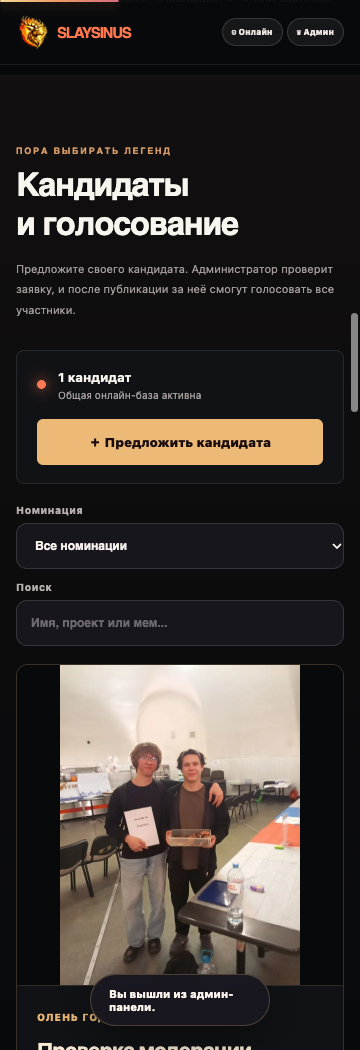 SLAYSINUS
Онлайн
Админ
ПОРА ВЫБИРАТЬ ЛЕГЕНД
Кандидаты
и голосование
Предложите своего кандидата. Администратор проверит
заявку, и после публикации за неё смогут голосовать все
участники.
1 кандидат
Общая онлайн-база активна
+ Предложить кандидата
Номинация
Все номинации
Поиск
Имя, проект или мем...
Вы вышли из админ-
панели.
ОЛЕНЬ
Проверка модерации